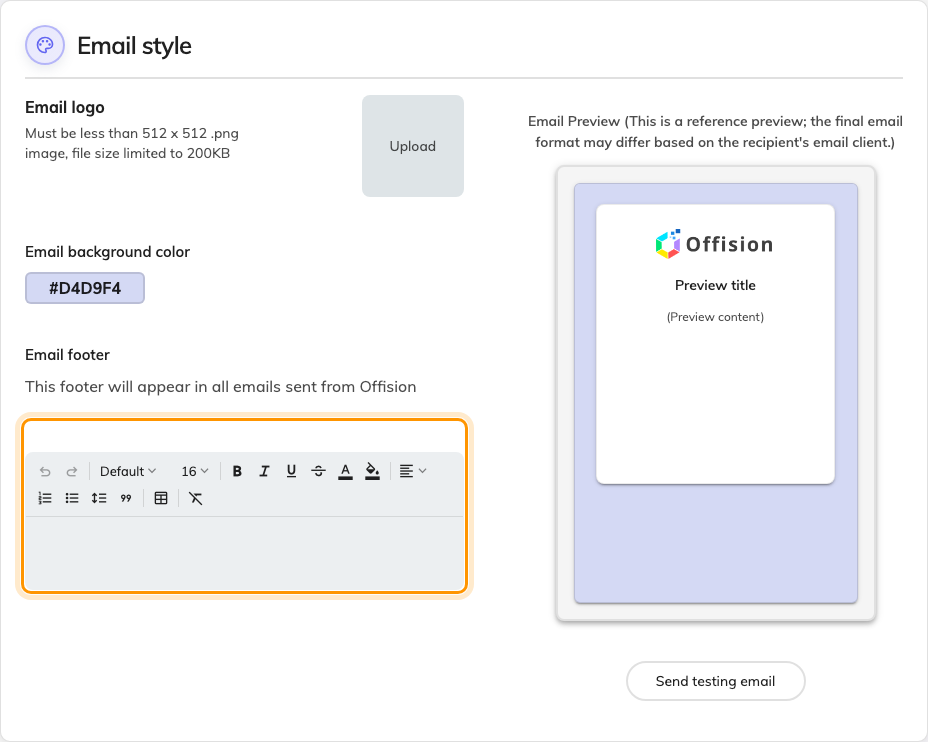 Email style
Email logo
Must be less than 512 x 512 .png
image, file size limited to 200KB
Upload
Email background color
#D4D9F4
Email footer
This footer will appear in all emails sent from Offision
Default
16
B I U S A
Email Preview (This is a reference preview; the final email
format may differ based on the recipient's email client.)
Offision
Preview title
(Preview content)
Send testing email